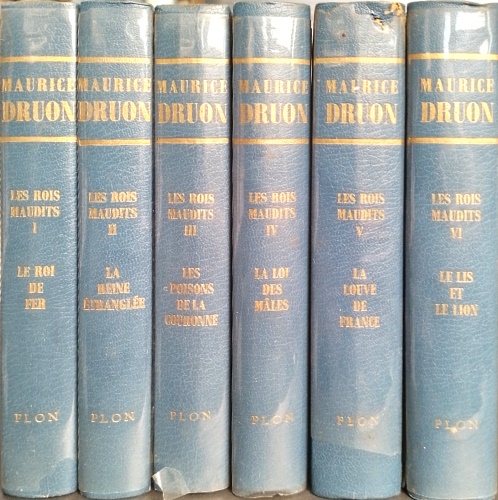 MAURICE
DRUON
LES ROIS
MAUDITS
I
LE ROI
DE
FER
PLON
MAURICE
DRUON
LES ROIS
MAUDITS
II
LA
REINE
ÉTRANGLÉE
PLON
MAURICE
DRUON
LES ROIS
MAUDITS
III
LES
POISONS
DE LA
COURONNE
PLON
MAURICE
DRUON
LES ROIS
MAUDITS
IV
LA LOI
DES
MÂLES
PLON
MAURICE
DRUON
LES ROIS
MAUDITS
V
LA
LOUVE
DE
FRANCE
PLON
MAURICE
DRUON
LES ROIS
MAUDITS
VI
LE LIS
ET
LE LION
PLON